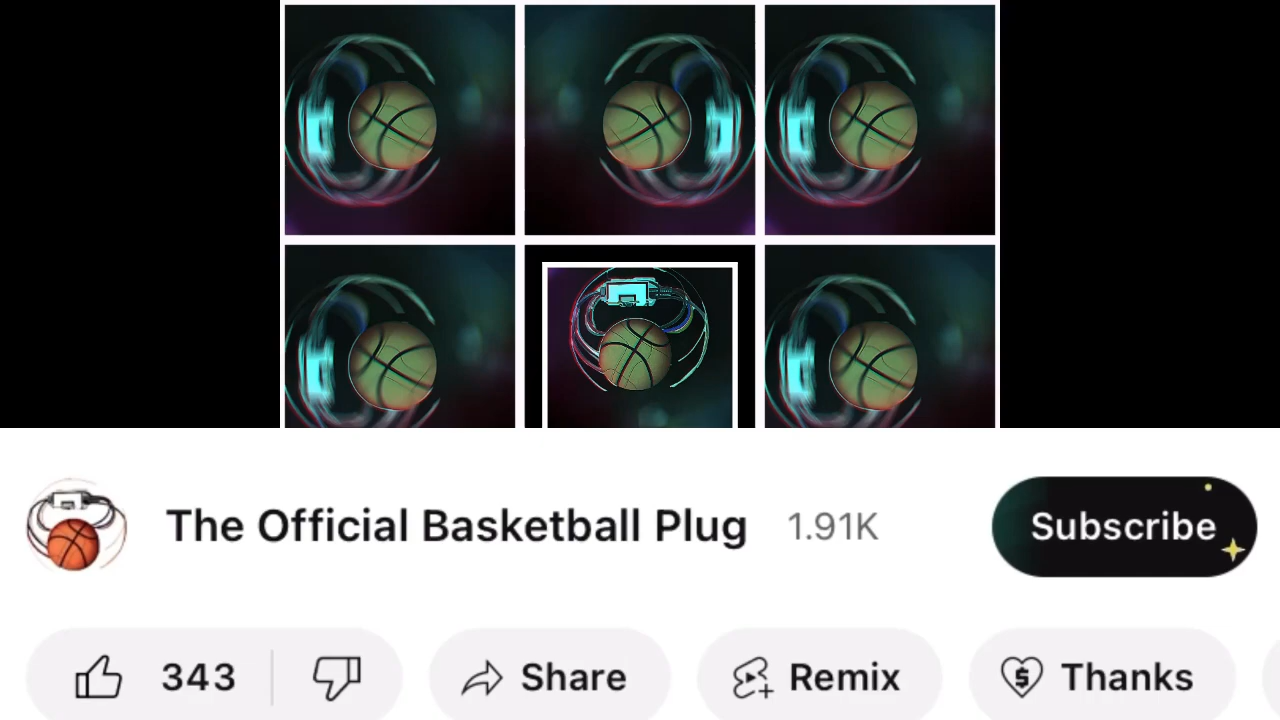 The Official Basketball Plug 1.91K Subscribe
343 Share Remix Thanks